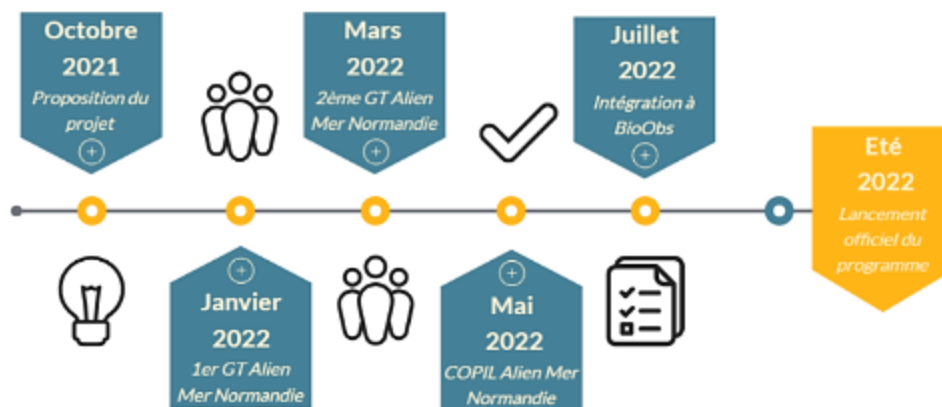 Octobre
2021
Proposition du
projet
Janvier
2022
1er GT Alien
Mer Normandie
Mars
2022
2ème GT Alien
Mer Normandie
Mai
2022
COPIL Alien Mer
Normandie
Juillet
2022
Intégration à
BioObs
Eté
2022
Lancement
officiel du
programme